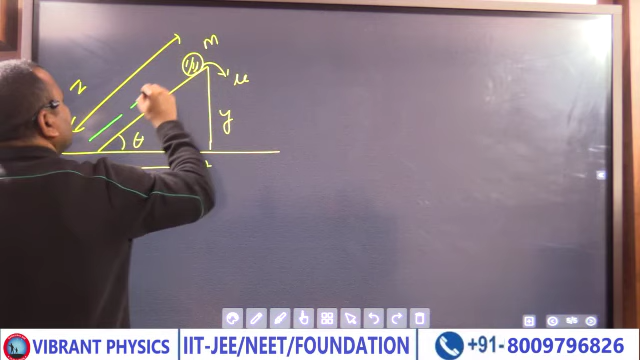 m
u
y
θ
VIBRANT PHYSICS
IIT-JEE/NEET/FOUNDATION
+91-8009796826